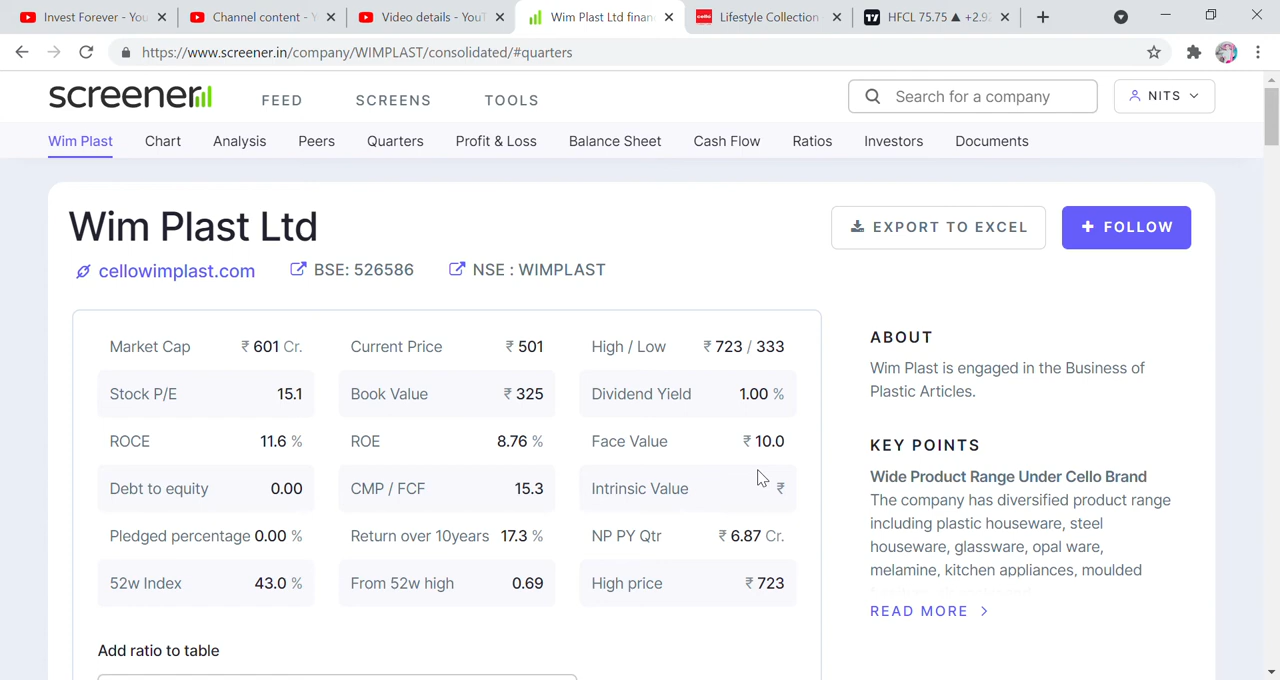 Invest Forever - You
Channel content - Y
Video details - YouT
Wim Plast Ltd finan
Lifestyle Collection
HFCL 75.75 ▲ +2.92
https://www.screener.in/company/WIMPLAST/consolidated/#quarters
screener
FEED
SCREENS
TOOLS
Search for a company
NITS
Wim Plast
Chart
Analysis
Peers
Quarters
Profit & Loss
Balance Sheet
Cash Flow
Ratios
Investors
Documents
Wim Plast Ltd
EXPORT TO EXCEL
+ FOLLOW
cellowimplast.com
BSE: 526586
NSE : WIMPLAST
Market Cap ₹ 601 Cr.
Current Price ₹ 501
High / Low ₹ 723 / 333
Stock P/E 15.1
Book Value ₹ 325
Dividend Yield 1.00 %
ROCE 11.6 %
ROE 8.76 %
Face Value ₹ 10.0
Debt to equity 0.00
CMP / FCF 15.3
Intrinsic Value ₹
Pledged percentage 0.00 %
Return over 10years 17.3 %
NP PY Qtr ₹ 6.87 Cr.
52w Index 43.0 %
From 52w high 0.69
High price ₹ 723
Add ratio to table
ABOUT
Wim Plast is engaged in the Business of
Plastic Articles.
KEY POINTS
Wide Product Range Under Cello Brand
The company has diversified product range
including plastic houseware, steel
houseware, glassware, opal ware,
melamine, kitchen appliances, moulded
READ MORE >